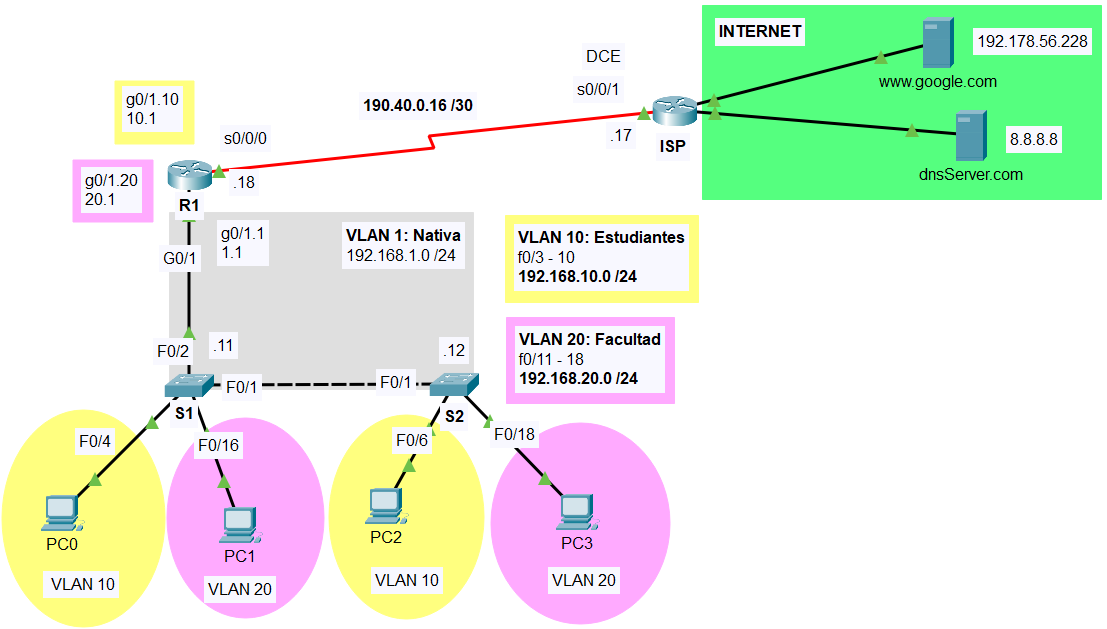 INTERNET
192.178.56.228
www.google.com
8.8.8.8
dnsServer.com
DCE
s0/0/1
190.40.0.16 /30
.17
ISP
g0/1.10
10.1
s0/0/0
g0/1.20
20.1
.18
R1
g0/1.1
1.1
G0/1
VLAN 1: Nativa
192.168.1.0 /24
VLAN 10: Estudiantes
f0/3 - 10
192.168.10.0 /24
VLAN 20: Facultad
f0/11 - 18
192.168.20.0 /24
F0/2
.11
.12
F0/1
F0/1
S1
S2
F0/4
F0/16
F0/6
F0/18
PC0
PC1
PC2
PC3
VLAN 10
VLAN 20
VLAN 10
VLAN 20